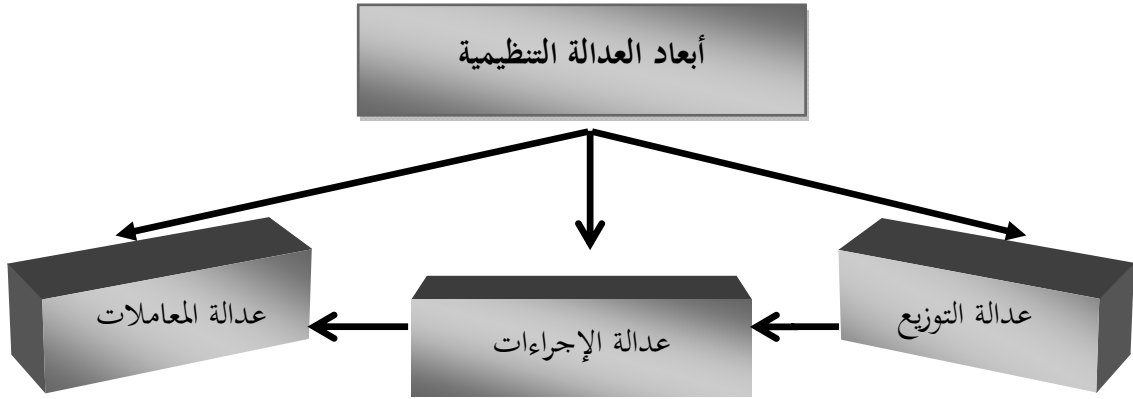 أبعاد العدالة التنظيمية
عدالة التوزيع
عدالة الإجراءات
عدالة المعاملات